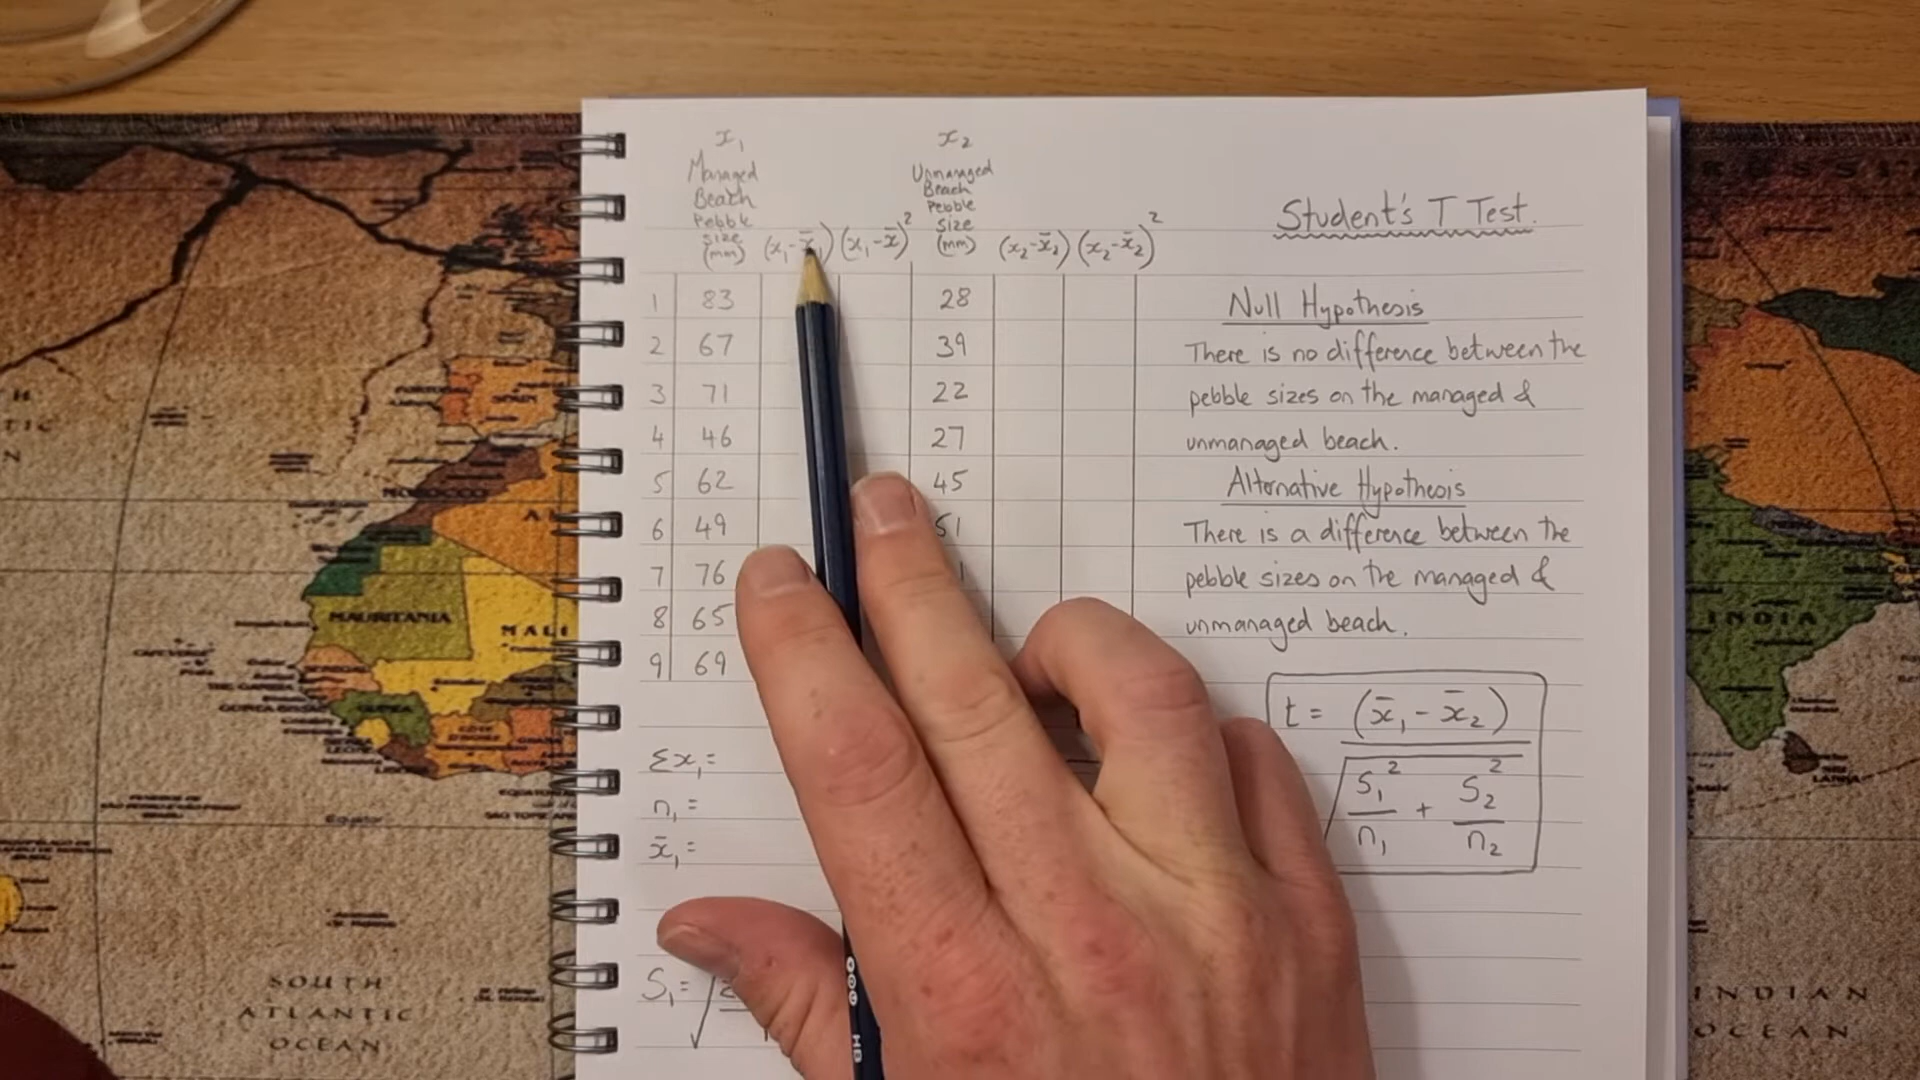 x₁ x₂
Managed Unmanaged
Beach Beach
Pebble Pebble
size size
(mm) (x₁-x̄₁) (x₁-x̄)² (mm) (x₂-x̄₂) (x₂-x̄₂)²
Student's T Test.
1 83 28
2 67 39
3 71 22
4 46 27
5 62 45
6 49 51
7 76
8 65
9 69
Null Hypothesis
There is no difference between the
pebble sizes on the managed &
unmanaged beach.
Alternative Hypothesis
There is a difference between the
pebble sizes on the managed &
unmanaged beach.
t = (x̄₁ - x̄₂)
√ S₁² + S₂²
n₁ n₂
Σx₁=
n₁ =
x̄₁=
S₁= √
HB
MOROCCO
MAURITANIA
MALI
SOUTH
ATLANTIC
OCEAN
INDIA
INDIAN
OCEAN